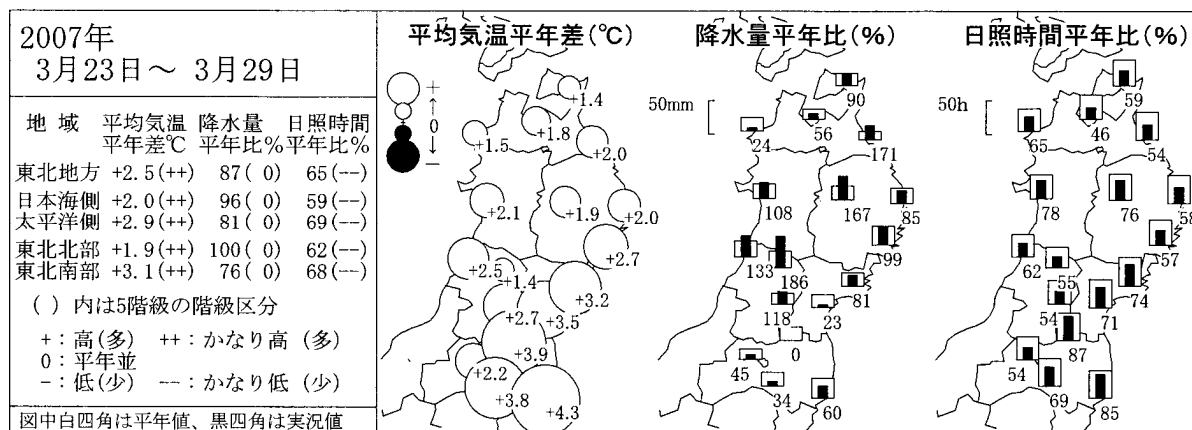 2007年
3月23日～ 3月29日
地 域 平均気温 降水量 日照時間
平年差℃ 平年比% 平年比%
東北地方 +2.5(++) 87( 0) 65(--)
日本海側 +2.0(++) 96( 0) 59(--)
太平洋側 +2.9(++) 81( 0) 69(--)
東北北部 +1.9(++) 100( 0) 62(--)
東北南部 +3.1(++) 76( 0) 68(--)
( ) 内は5階級の階級区分
+：高(多) ++：かなり高 (多)
0：平年並
-：低(少) --：かなり低 (少)
図中白四角は平年値、黒四角は実況値
平均気温平年差(℃)
+
↑
0
↓
-
+1.4
+1.8
+1.5
+2.0
+2.1
+1.9
+2.0
+2.7
+2.5
+1.4
+3.2
+2.7
+3.5
+3.9
+2.2
+3.8
+4.3
降水量平年比(%)
50mm
90
56
24
171
108
167
85
99
133
186
81
118
23
0
45
34
60
日照時間平年比(%)
50h
59
46
65
54
78
76
58
57
62
55
74
54
71
87
54
69
85